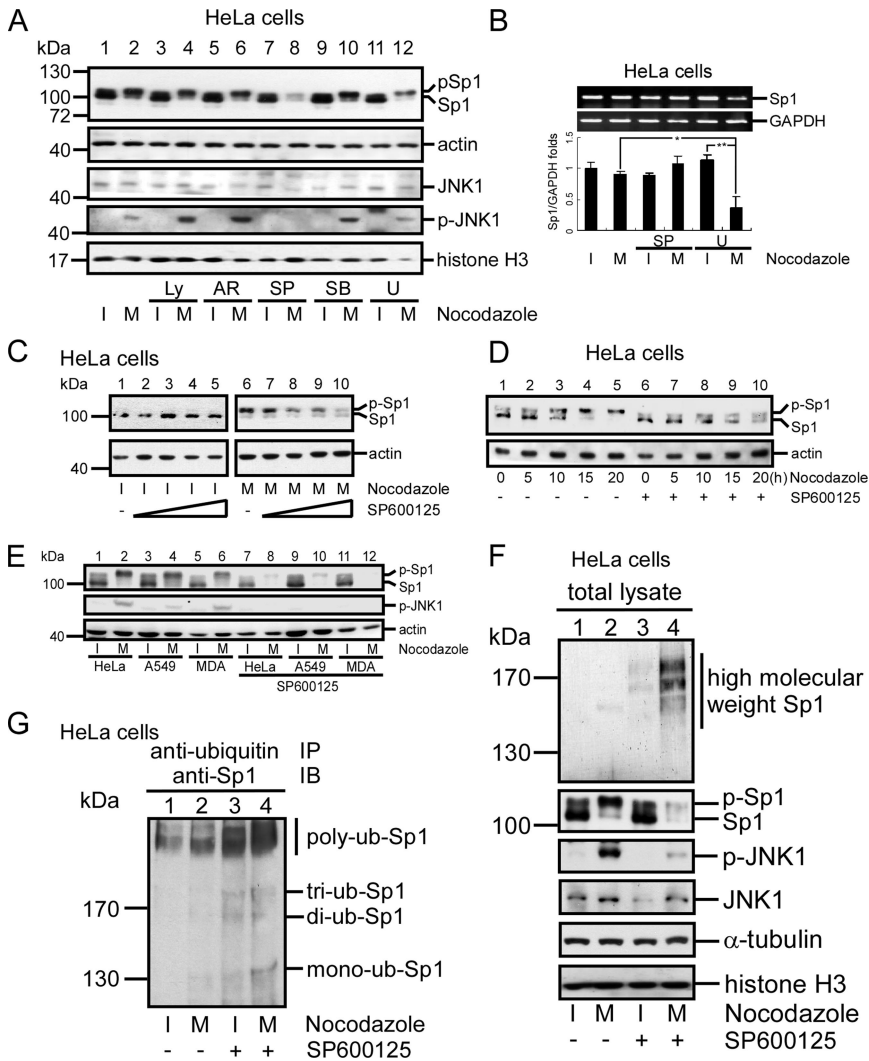 A
HeLa cells
kDa 1 2 3 4 5 6 7 8 9 10 11 12
130
100
72
pSp1
Sp1
40
actin
40
JNK1
40
p-JNK1
17
histone H3
Ly AR SP SB U
I M I M I M I M I M I M Nocodazole
B
HeLa cells
Sp1
GAPDH
Sp1/GAPDH folds
1.5
1
0.5
0
*
**
SP U
I M I M I M Nocodazole
C
HeLa cells
kDa 1 2 3 4 5 6 7 8 9 10
100
p-Sp1
Sp1
40
actin
I I I I I M M M M M Nocodazole
- - SP600125
D
HeLa cells
1 2 3 4 5 6 7 8 9 10
p-Sp1
Sp1
actin
0 5 10 15 20 0 5 10 15 20(h) Nocodazole
- - - - - + + + + + SP600125
E
kDa 1 2 3 4 5 6 7 8 9 10 11 12
100
p-Sp1
Sp1
p-JNK1
40
actin
I M I M I M I M I M I M Nocodazole
HeLa A549 MDA HeLa A549 MDA
SP600125
F
HeLa cells
total lysate
kDa 1 2 3 4
170
130
high molecular
weight Sp1
100
p-Sp1
Sp1
p-JNK1
JNK1
α-tubulin
histone H3
I M I M Nocodazole
- - + + SP600125
G
HeLa cells
anti-ubiquitin IP
anti-Sp1 IB
kDa 1 2 3 4
poly-ub-Sp1
tri-ub-Sp1
170
di-ub-Sp1
mono-ub-Sp1
130
I M I M Nocodazole
- - + + SP600125